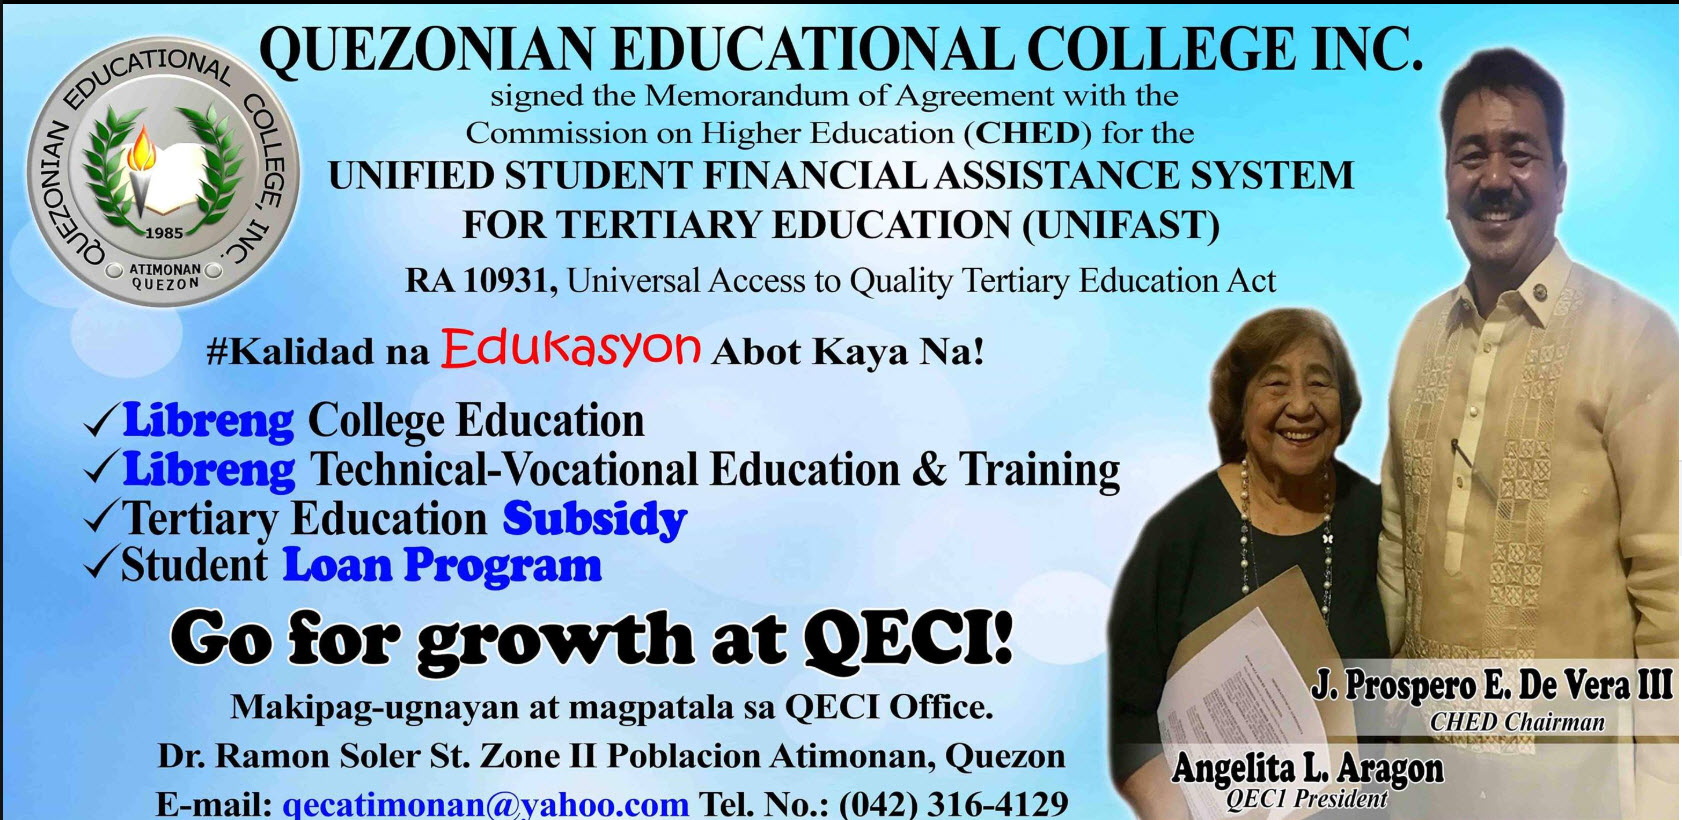 QUEZONIAN EDUCATIONAL COLLEGE INC.
signed the Memorandum of Agreement with the
Commission on Higher Education (CHED) for the
UNIFIED STUDENT FINANCIAL ASSISTANCE SYSTEM
FOR TERTIARY EDUCATION (UNIFAST)
RA 10931, Universal Access to Quality Tertiary Education Act
QUEZONIAN EDUCATIONAL COLLEGE, INC.
1985
ATIMONAN
QUEZON
#Kalidad na Edukasyon Abot Kaya Na!
✓Libreng College Education
✓Libreng Technical-Vocational Education & Training
✓Tertiary Education Subsidy
✓Student Loan Program
Go for growth at QECI!
Makipag-ugnayan at magpatala sa QECI Office.
Dr. Ramon Soler St. Zone II Poblacion Atimonan, Quezon
E-mail: qecatimonan@yahoo.com Tel. No.: (042) 316-4129
J. Prospero E. De Vera III
CHED Chairman
Angelita L. Aragon
QEC1 President